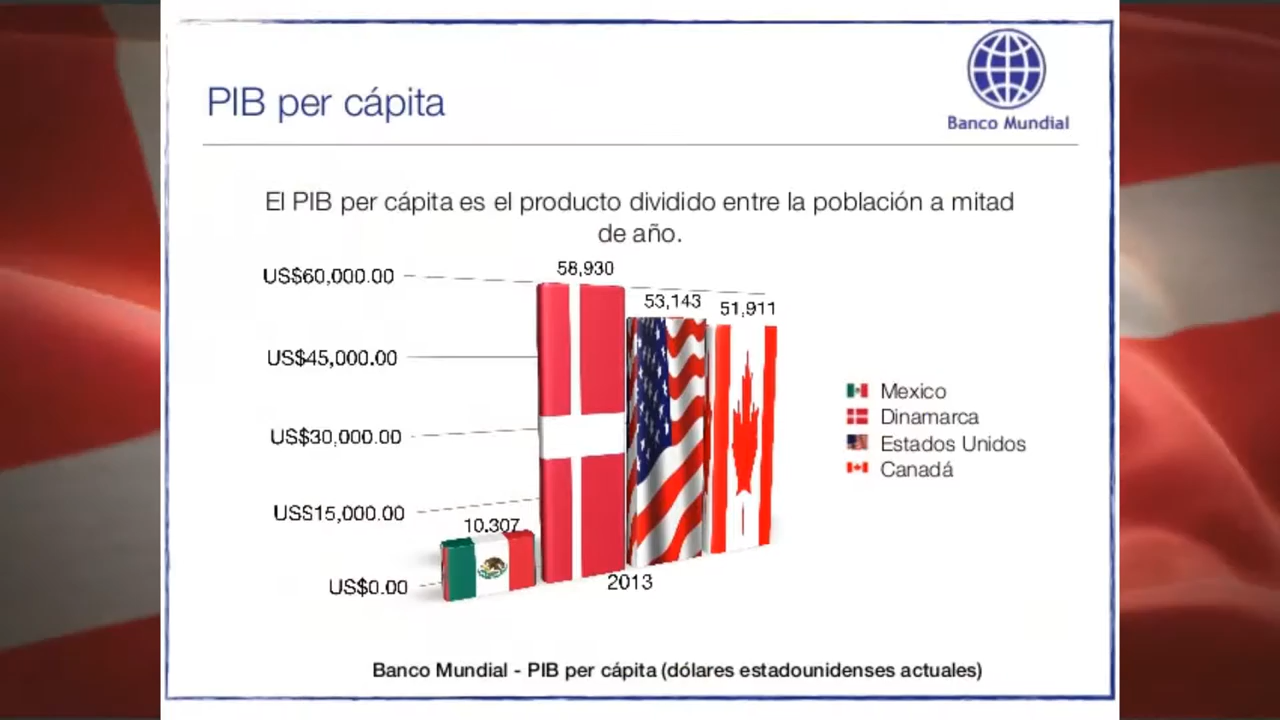 PIB per cápita
Banco Mundial
El PIB per cápita es el producto dividido entre la población a mitad
de año.
US$60,000.00
58,930
53,143
51,911
US$45,000.00
US$30,000.00
US$15,000.00
10.307
US$0.00
2013
Mexico
Dinamarca
Estados Unidos
Canadá
Banco Mundial - PIB per cápita (dólares estadounidenses actuales)